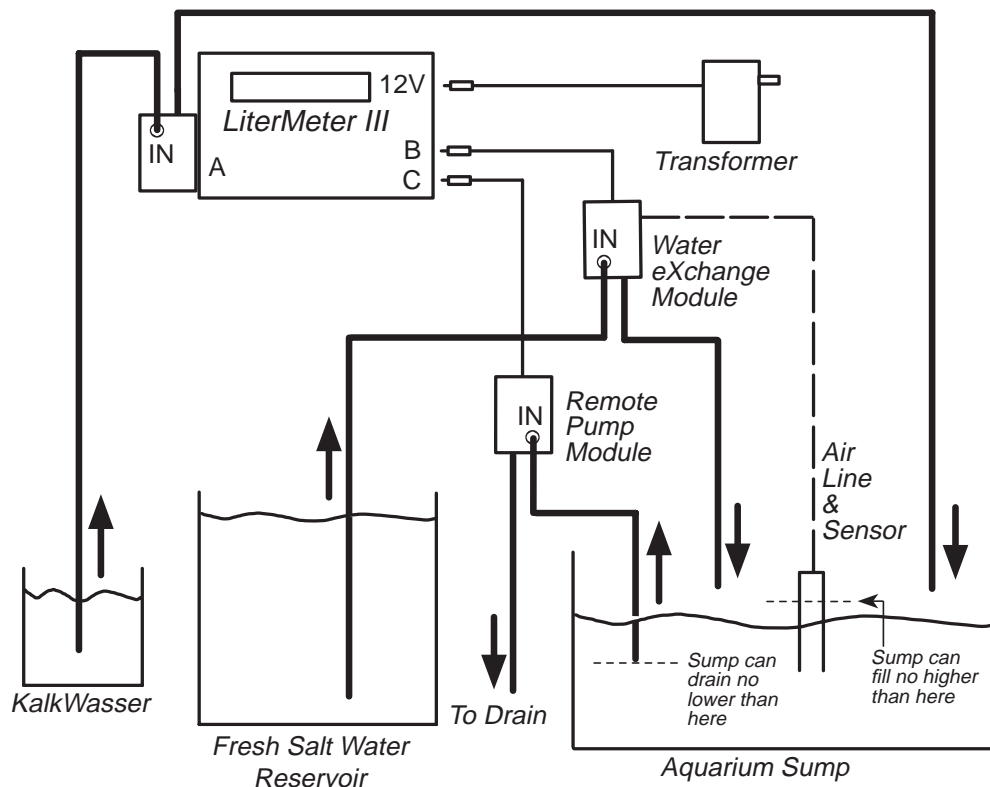 12V
LiterMeter III
IN
A
B
C
Transformer
IN
Water
eXchange
Module
IN
Remote
Pump
Module
Air
Line
&
Sensor
Sump can
drain no
lower than
here
Sump can
fill no higher
than here
KalkWasser
To Drain
Fresh Salt Water
Reservoir
Aquarium Sump